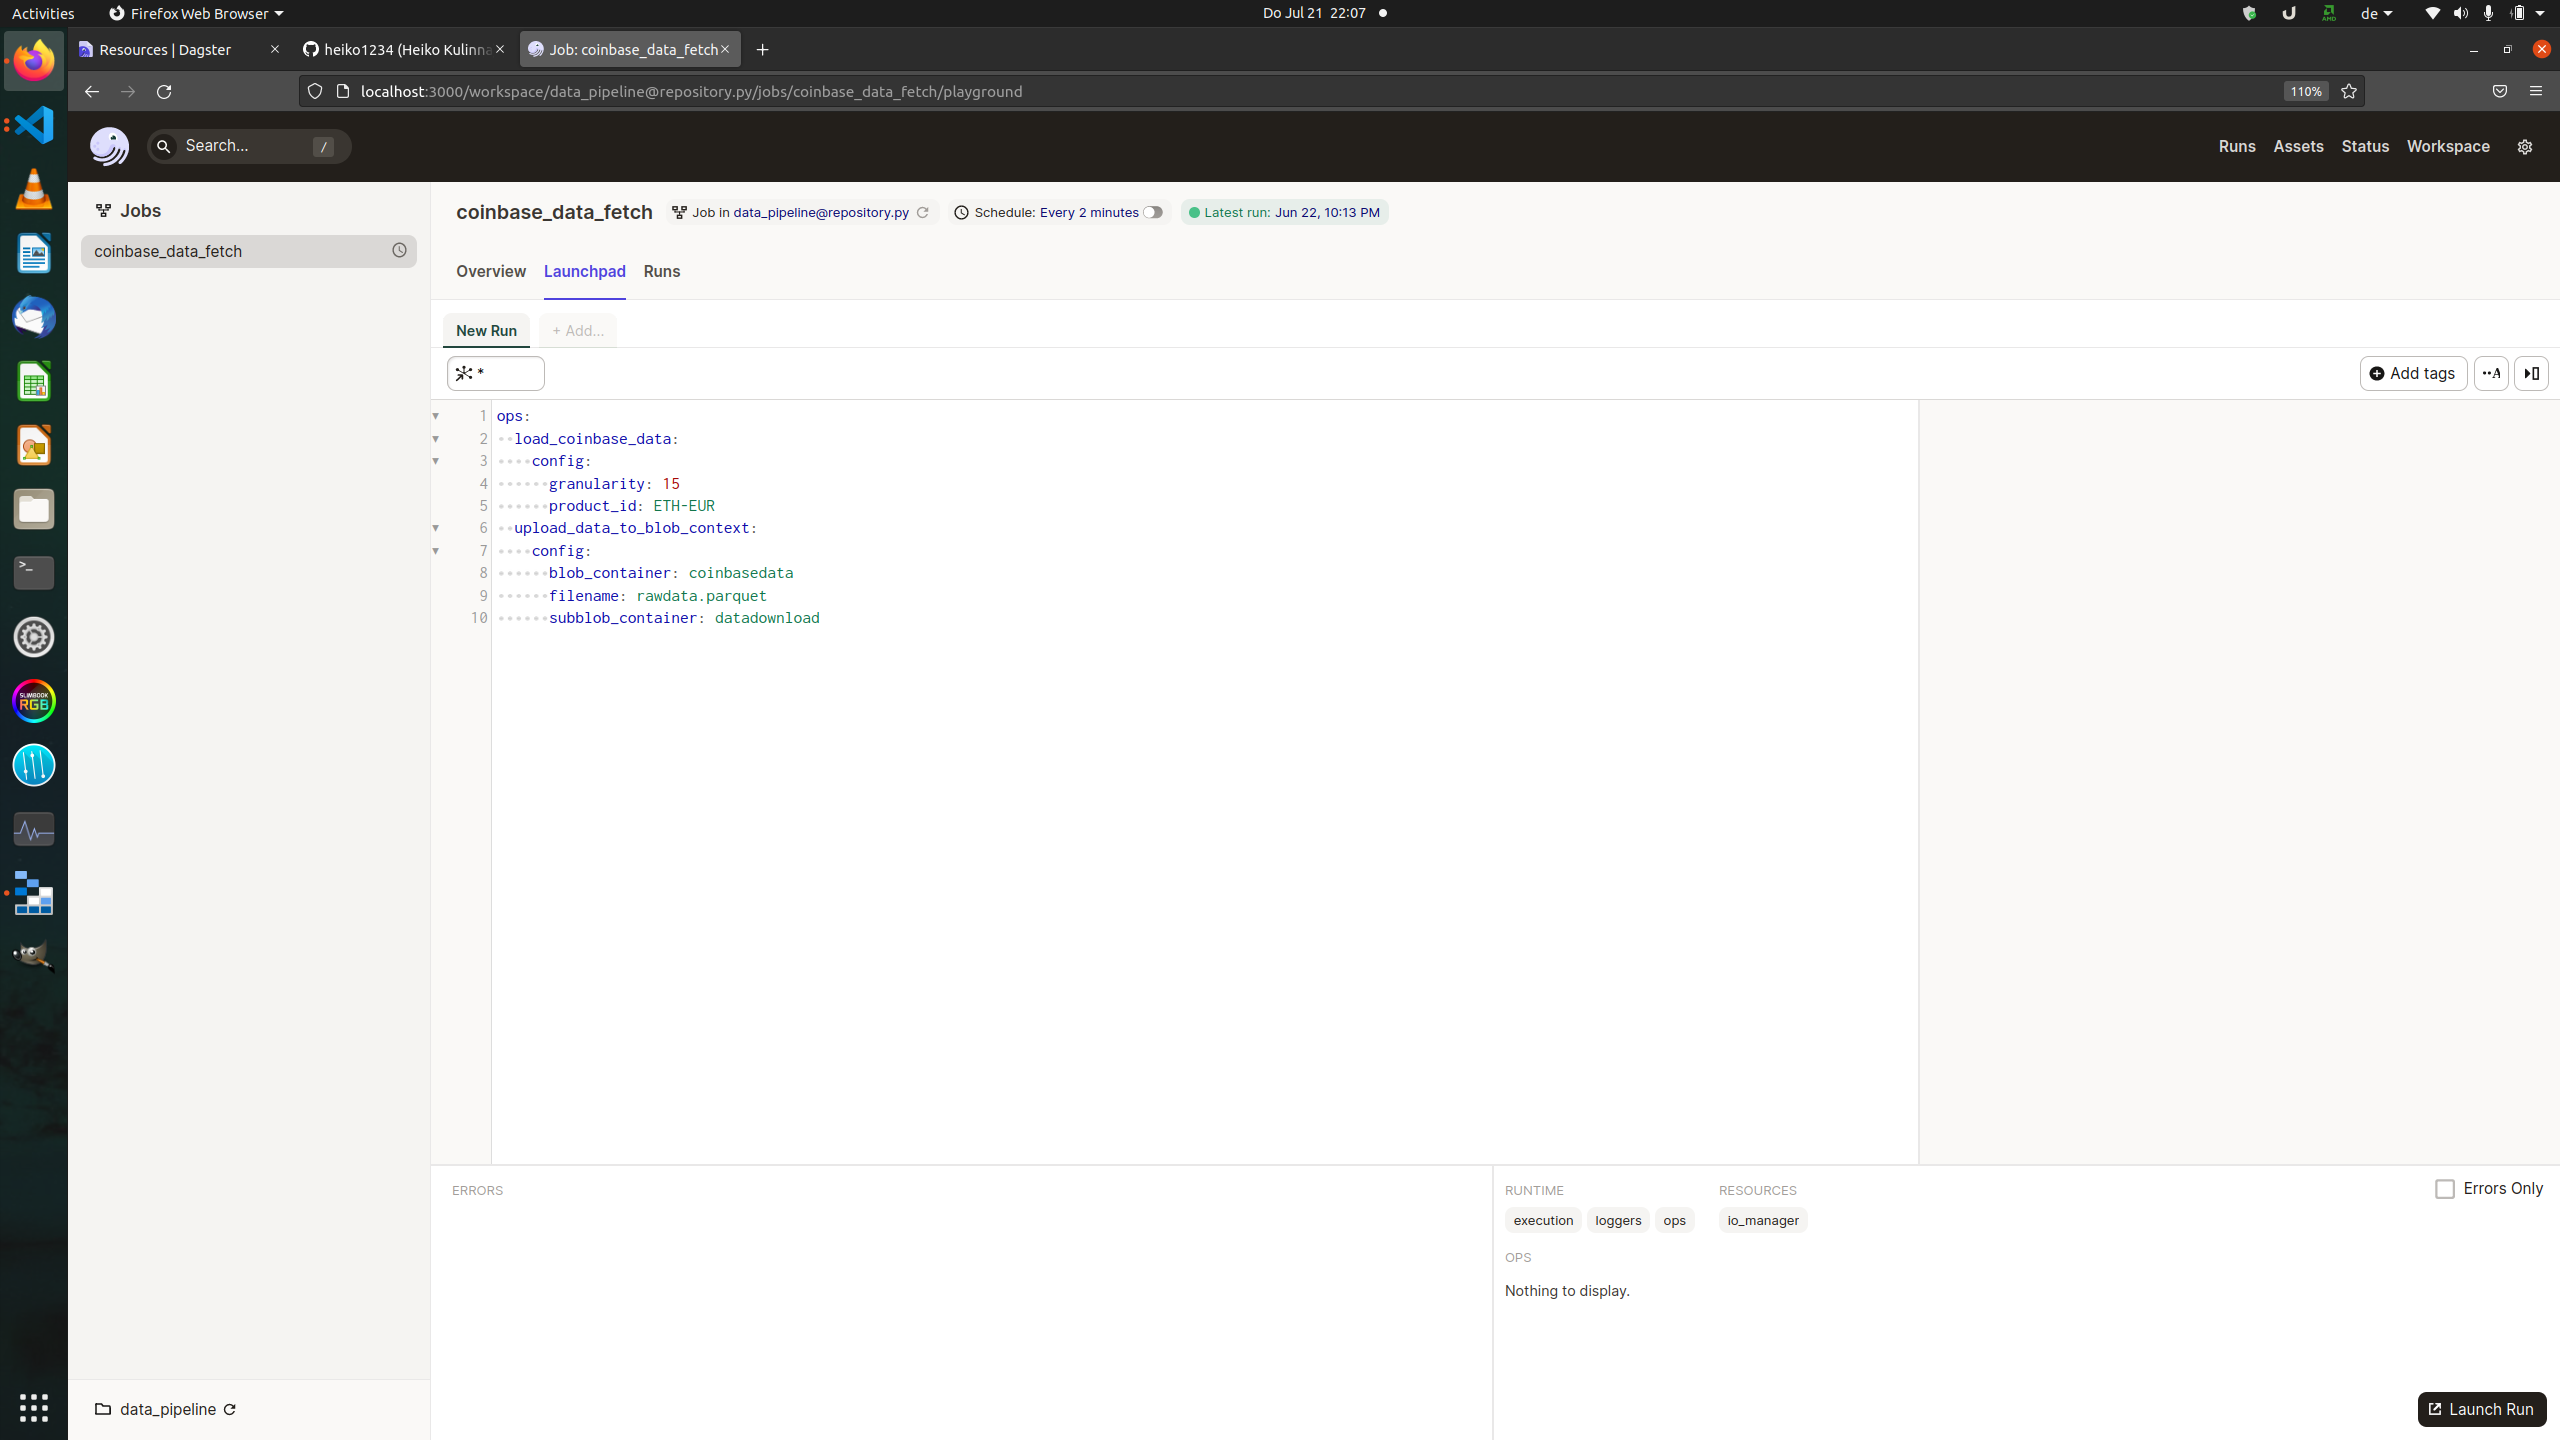 Activities
Firefox Web Browser
Do Jul 21 22:07
de
Resources | Dagster
heiko1234 (Heiko Kulinna
Job: coinbase_data_fetch
localhost:3000/workspace/data_pipeline@repository.py/jobs/coinbase_data_fetch/playground
110%
Search...
/
Runs
Assets
Status
Workspace
Jobs
coinbase_data_fetch
coinbase_data_fetch
Job in data_pipeline@repository.py
Schedule: Every 2 minutes
Latest run: Jun 22, 10:13 PM
Overview
Launchpad
Runs
New Run
+ Add...
*
Add tags
··A
1 ops:
2 load_coinbase_data:
3 config:
4 granularity: 15
5 product_id: ETH-EUR
6 upload_data_to_blob_context:
7 config:
8 blob_container: coinbasedata
9 filename: rawdata.parquet
10 subblob_container: datadownload
SLIMBOOK
RGB
AMD
>_
ERRORS
RUNTIME
execution
loggers
ops
RESOURCES
io_manager
Errors Only
OPS
Nothing to display.
data_pipeline
Launch Run